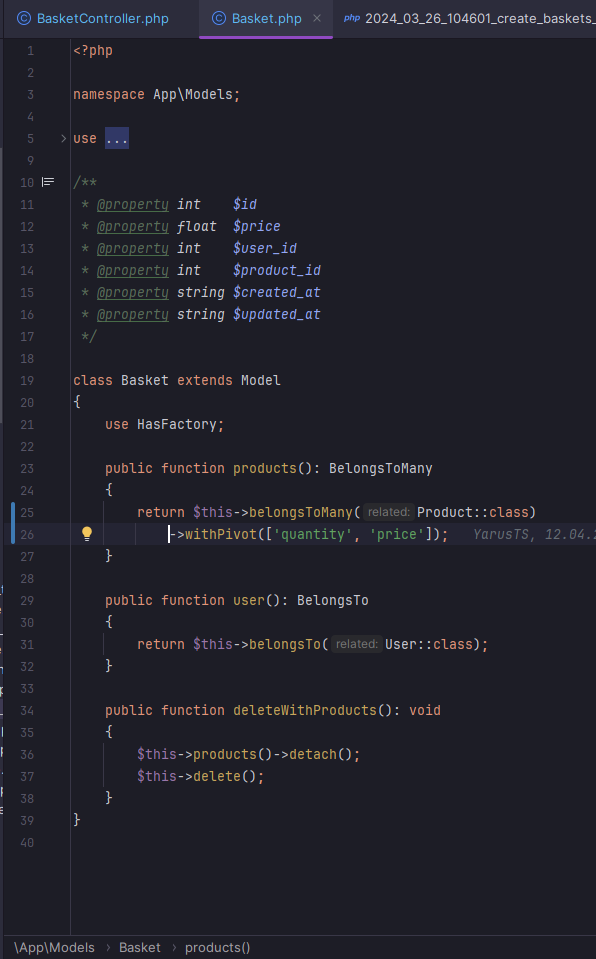 BasketController.php
Basket.php
php 2024_03_26_104601_create_baskets_
1 <?php
2
3 namespace App\Models;
4
5 use ...
9
10 /**
11 * @property int $id
12 * @property float $price
13 * @property int $user_id
14 * @property int $product_id
15 * @property string $created_at
16 * @property string $updated_at
17 */
18
19 class Basket extends Model
20 {
21 use HasFactory;
22
23 public function products(): BelongsToMany
24 {
25 return $this->belongsToMany( related: Product::class)
26 ->withPivot(['quantity', 'price']); YarusTS, 12.04.2
27 }
28
29 public function user(): BelongsTo
30 {
31 return $this->belongsTo( related: User::class);
32 }
33
34 public function deleteWithProducts(): void
35 {
36 $this->products()->detach();
37 $this->delete();
38 }
39 }
40
\App\Models > Basket > products()